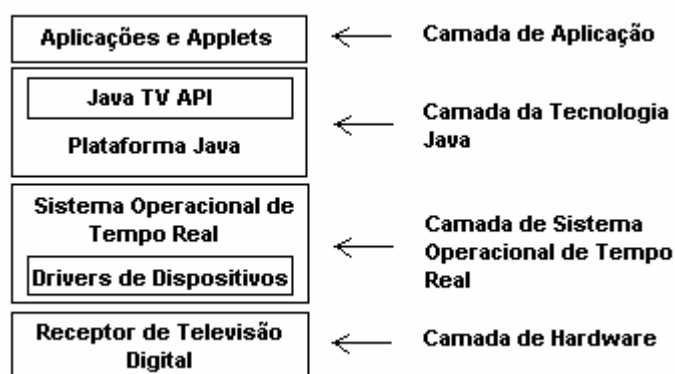 Aplicações e Applets
Camada de Aplicação
Java TV API
Plataforma Java
Camada da Tecnologia
Java
Sistema Operacional de
Tempo Real
Drivers de Dispositivos
Camada de Sistema
Operacional de Tempo
Real
Receptor de Televisão
Digital
Camada de Hardware